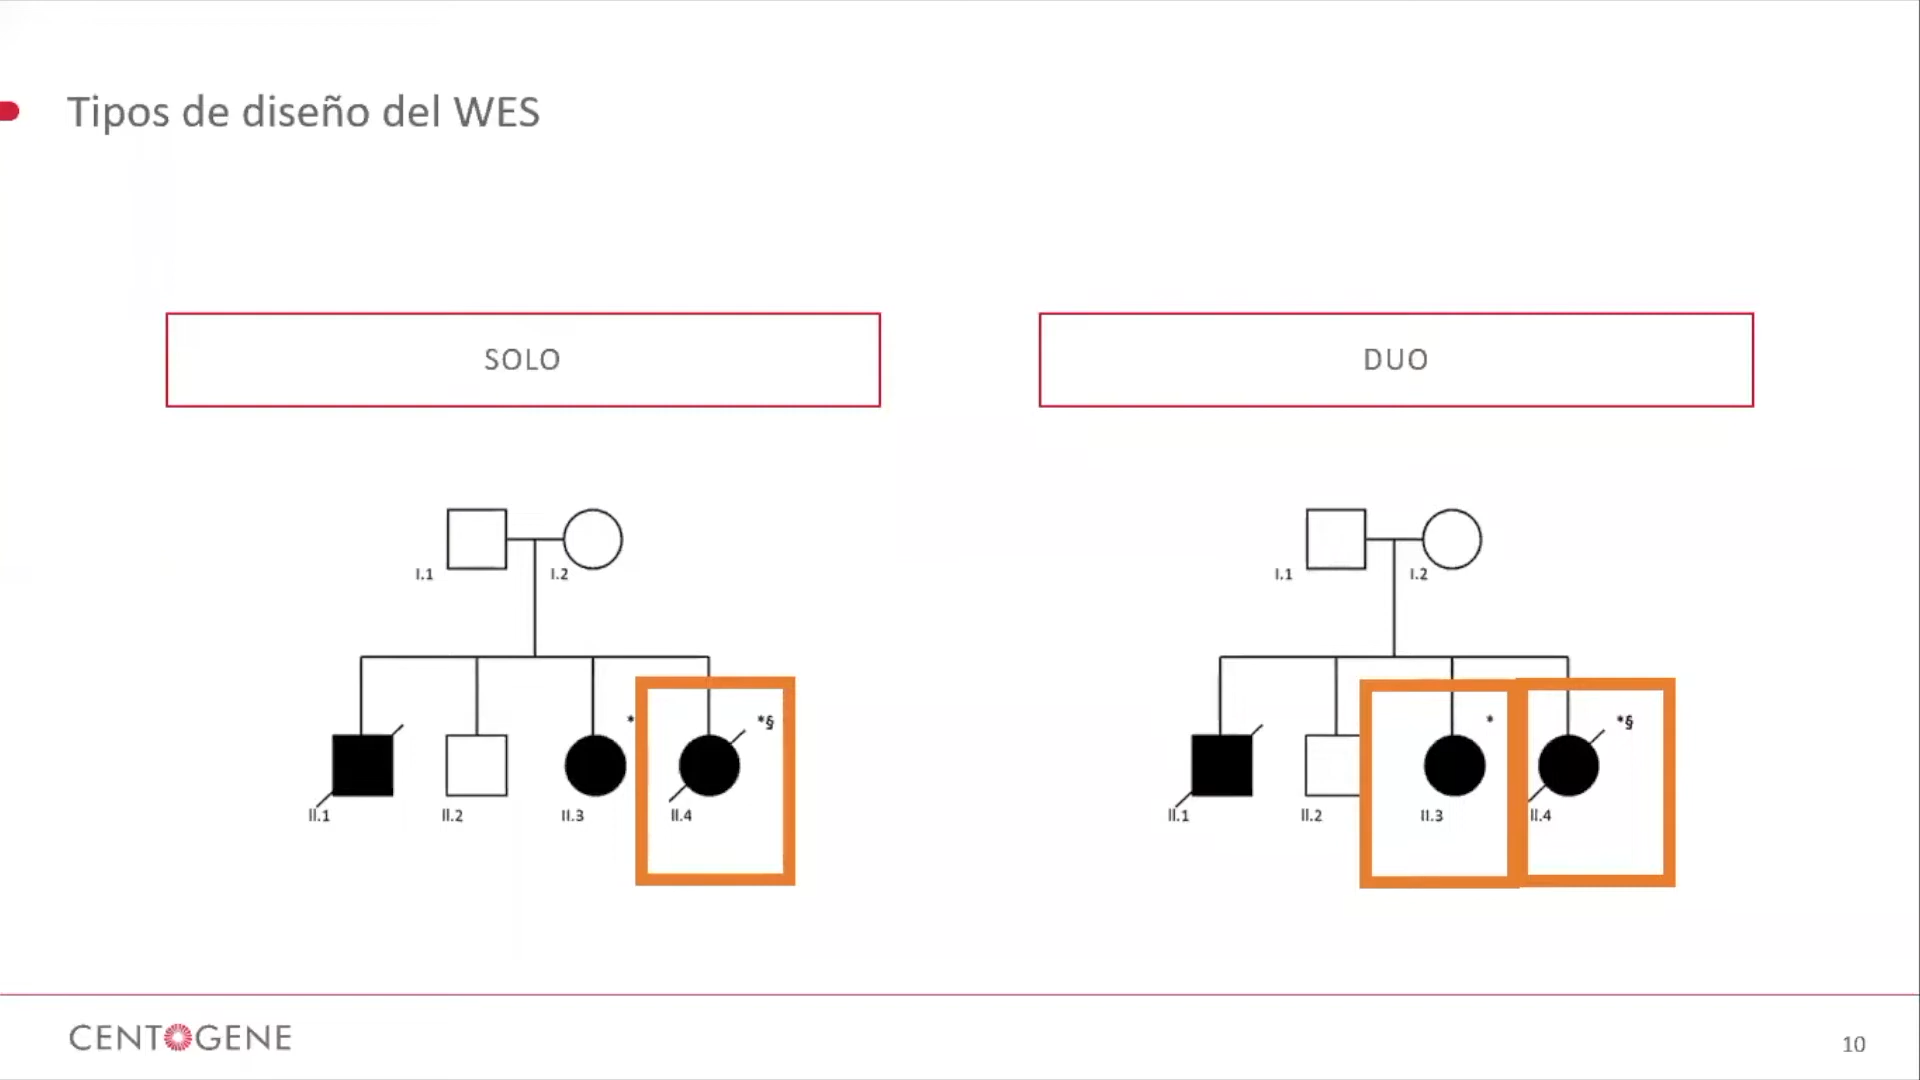 Tipos de diseño del WES
SOLO
DUO
I.1
I.2
I.1
I.2
*
*§
*
*§
II.1
II.2
II.3
II.4
II.1
II.2
II.3
II.4
CENTOGENE
10